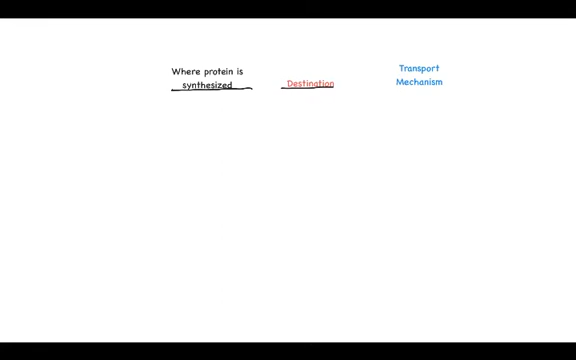 Where protein is
synthesized
Destination
Transport
Mechanism